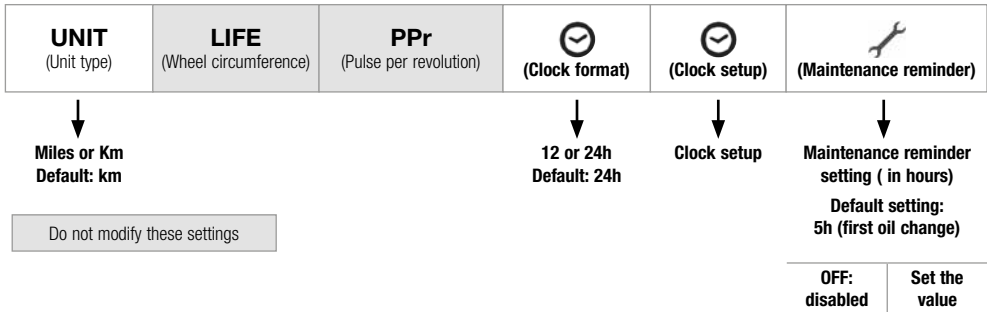 UNIT
(Unit type)
LIFE
(Wheel circumference)
PPr
(Pulse per revolution)
(Clock format)
(Clock setup)
(Maintenance reminder)
Miles or Km
Default: km
12 or 24h
Default: 24h
Clock setup
Maintenance reminder
setting ( in hours)
Default setting:
5h (first oil change)
Do not modify these settings
OFF:
disabled
Set the
value